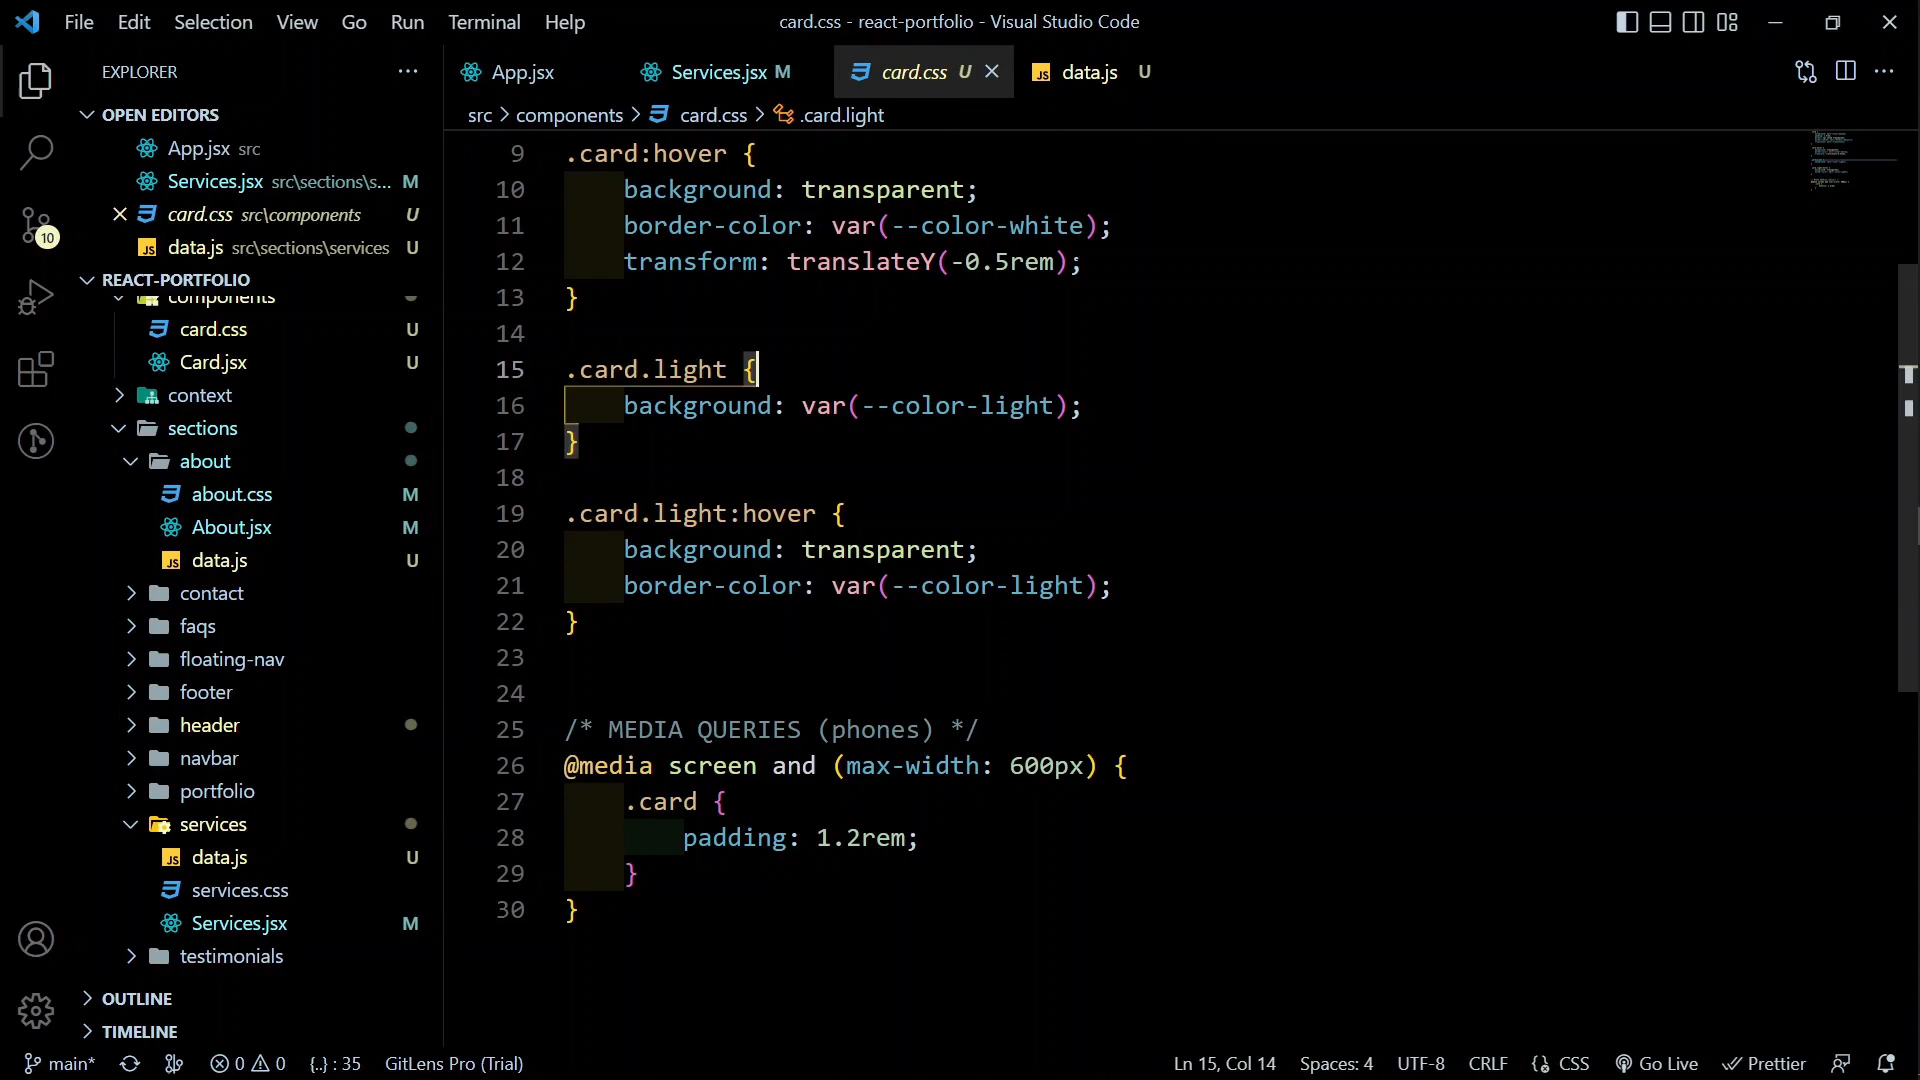 File Edit Selection View Go Run Terminal Help
card.css - react-portfolio - Visual Studio Code
EXPLORER
OPEN EDITORS
App.jsx src
Services.jsx src\sections\s... M
card.css src\components U
data.js src\sections\services U
REACT-PORTFOLIO
components
card.css U
Card.jsx U
context
sections
about
about.css M
About.jsx M
data.js U
contact
faqs
floating-nav
footer
header
navbar
portfolio
services
data.js U
services.css
Services.jsx M
testimonials
OUTLINE
TIMELINE
10
App.jsx Services.jsx M card.css U data.js U
src > components > card.css > .card.light
9 .card:hover {
10 background: transparent;
11 border-color: var(--color-white);
12 transform: translateY(-0.5rem);
13 }
14
15 .card.light {
16 background: var(--color-light);
17 }
18
19 .card.light:hover {
20 background: transparent;
21 border-color: var(--color-light);
22 }
23
24
25 /* MEDIA QUERIES (phones) */
26 @media screen and (max-width: 600px) {
27 .card {
28 padding: 1.2rem;
29 }
30 }
main* 0 0 {..} : 35 GitLens Pro (Trial) Ln 15, Col 14 Spaces: 4 UTF-8 CRLF CSS Go Live Prettier